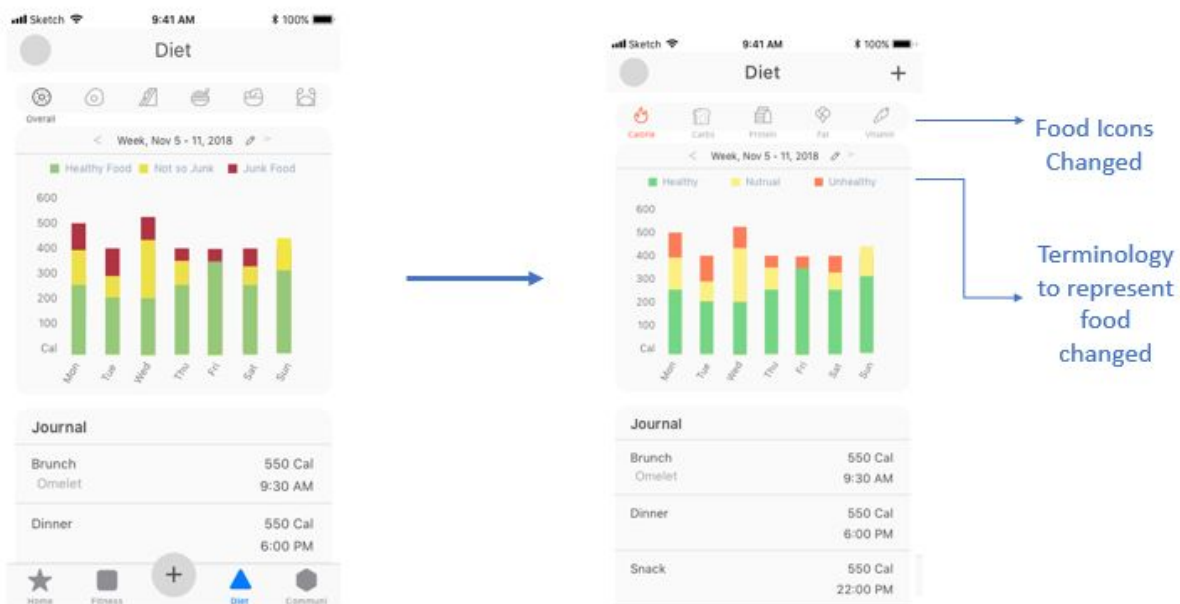 Sketch 9:41 AM 100%
Diet
Overall
< Week, Nov 5 - 11, 2018 >
Healthy Food Not so Junk Junk Food
600
500
400
300
200
100
Cal
Mon Tue Wed Thu Fri Sat Sun
Journal
Brunch 550 Cal
Omelet 9:30 AM
Dinner 550 Cal
6:00 PM
+
Home Fitness Diet Communi
Sketch 9:41 AM 100%
Diet +
Calorie Carbs Protein Fat Vitamin
< Week, Nov 5 - 11, 2018 >
Healthy Nutrual Unhealthy
600
500
400
300
200
100
Cal
Mon Tue Wed Thu Fri Sat Sun
Journal
Brunch 550 Cal
Omelet 9:30 AM
Dinner 550 Cal
6:00 PM
Snack 550 Cal
22:00 PM
Food Icons
Changed
Terminology
to represent
food
changed